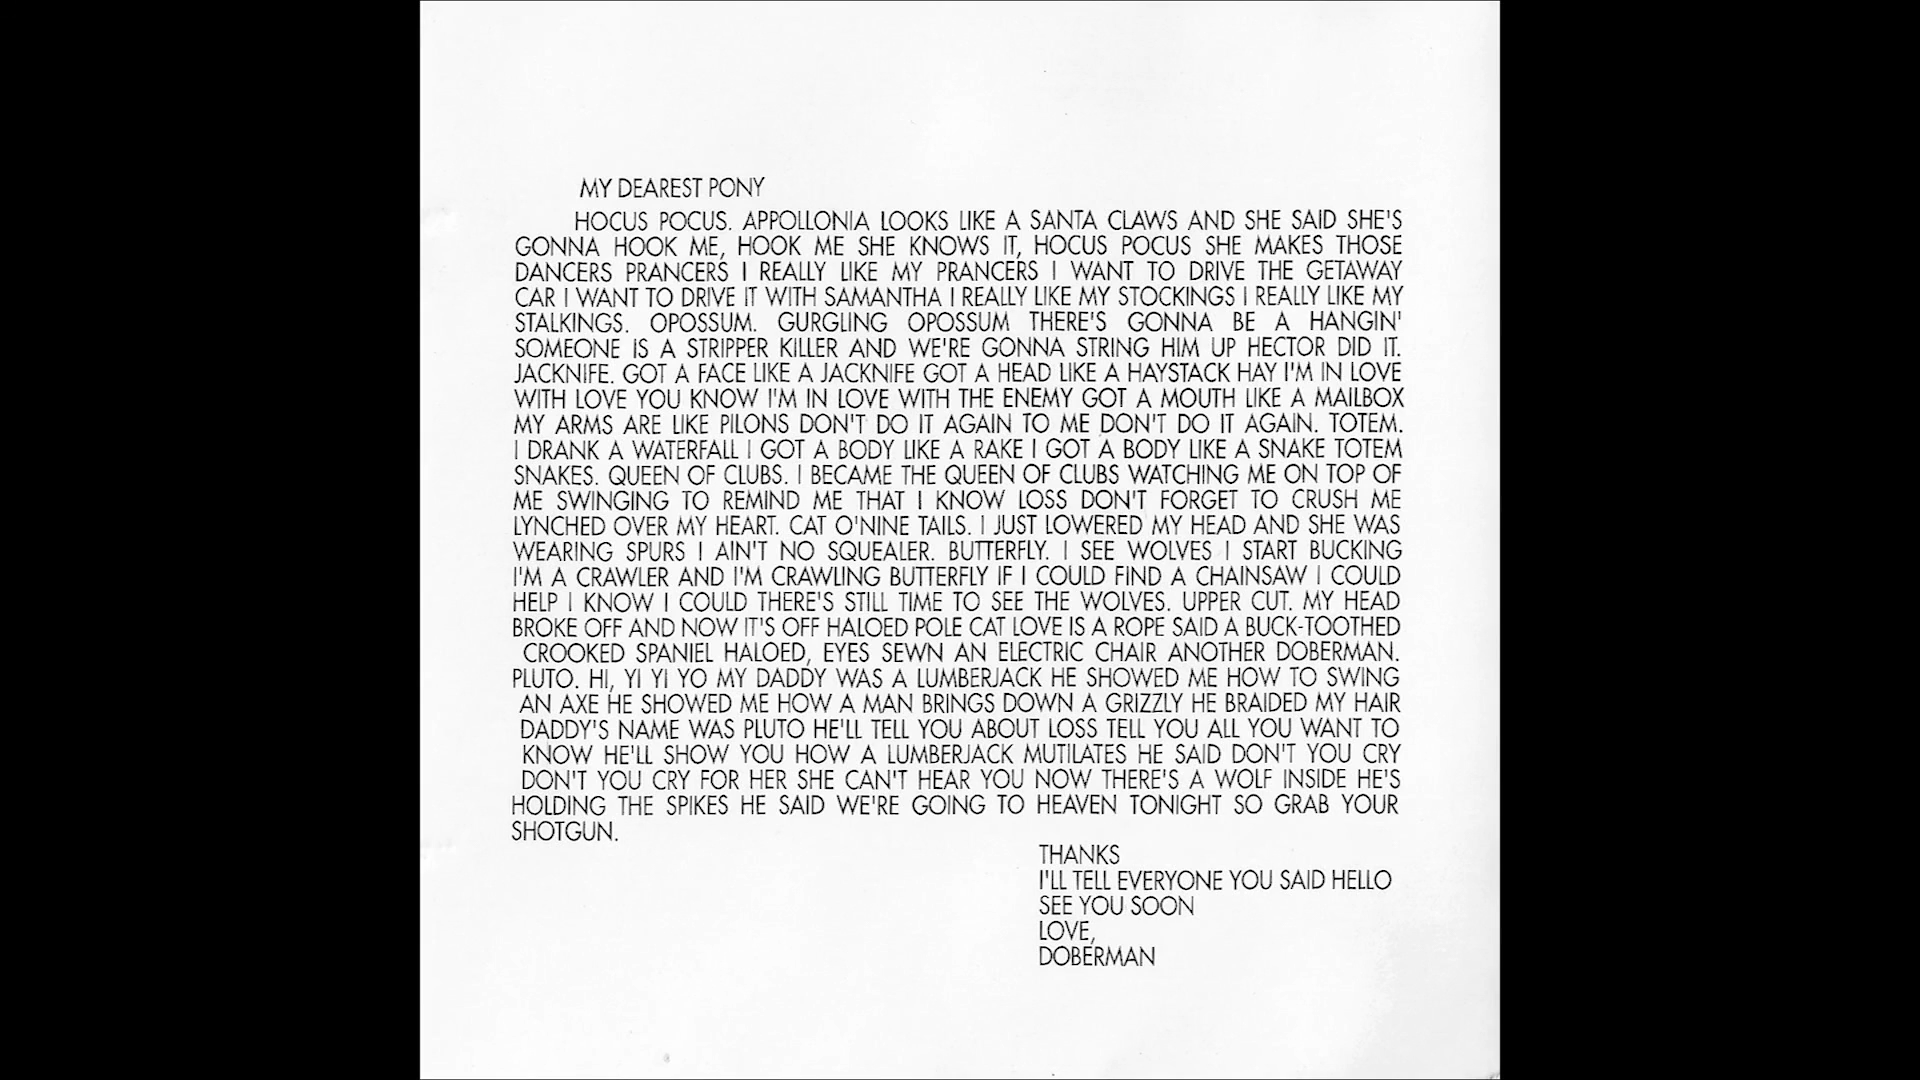 MY DEAREST PONY
HOCUS POCUS. APPOLLONIA LOOKS LIKE A SANTA CLAWS AND SHE SAID SHE'S
GONNA HOOK ME, HOOK ME SHE KNOWS IT, HOCUS POCUS SHE MAKES THOSE
DANCERS PRANCERS I REALLY LIKE MY PRANCERS I WANT TO DRIVE THE GETAWAY
CAR I WANT TO DRIVE IT WITH SAMANTHA I REALLY LIKE MY STOCKINGS I REALLY LIKE MY
STALKINGS. OPOSSUM. GURGLING OPOSSUM THERE'S GONNA BE A HANGIN'
SOMEONE IS A STRIPPER KILLER AND WE'RE GONNA STRING HIM UP HECTOR DID IT.
JACKNIFE. GOT A FACE LIKE A JACKNIFE GOT A HEAD LIKE A HAYSTACK HAY I'M IN LOVE
WITH LOVE YOU KNOW I'M IN LOVE WITH THE ENEMY GOT A MOUTH LIKE A MAILBOX
MY ARMS ARE LIKE PILONS DON'T DO IT AGAIN TO ME DON'T DO IT AGAIN. TOTEM.
I DRANK A WATERFALL I GOT A BODY LIKE A RAKE I GOT A BODY LIKE A SNAKE TOTEM
SNAKES. QUEEN OF CLUBS. I BECAME THE QUEEN OF CLUBS WATCHING ME ON TOP OF
ME SWINGING TO REMIND ME THAT I KNOW LOSS DON'T FORGET TO CRUSH ME
LYNCHED OVER MY HEART. CAT O'NINE TAILS. I JUST LOWERED MY HEAD AND SHE WAS
WEARING SPURS I AIN'T NO SQUEALER. BUTTERFLY. I SEE WOLVES I START BUCKING
I'M A CRAWLER AND I'M CRAWLING BUTTERFLY IF I COULD FIND A CHAINSAW I COULD
HELP I KNOW I COULD THERE'S STILL TIME TO SEE THE WOLVES. UPPER CUT. MY HEAD
BROKE OFF AND NOW IT'S OFF HALOED POLE CAT LOVE IS A ROPE SAID A BUCK-TOOTHED
CROOKED SPANIEL HALOED, EYES SEWN AN ELECTRIC CHAIR ANOTHER DOBERMAN.
PLUTO. HI, YI YI YO MY DADDY WAS A LUMBERJACK HE SHOWED ME HOW TO SWING
AN AXE HE SHOWED ME HOW A MAN BRINGS DOWN A GRIZZLY HE BRAIDED MY HAIR
DADDY'S NAME WAS PLUTO HE'LL TELL YOU ABOUT LOSS TELL YOU ALL YOU WANT TO
KNOW HE'LL SHOW YOU HOW A LUMBERJACK MUTILATES HE SAID DON'T YOU CRY
DON'T YOU CRY FOR HER SHE CAN'T HEAR YOU NOW THERE'S A WOLF INSIDE HE'S
HOLDING THE SPIKES HE SAID WE'RE GOING TO HEAVEN TONIGHT SO GRAB YOUR
SHOTGUN.
THANKS
I'LL TELL EVERYONE YOU SAID HELLO
SEE YOU SOON
LOVE,
DOBERMAN